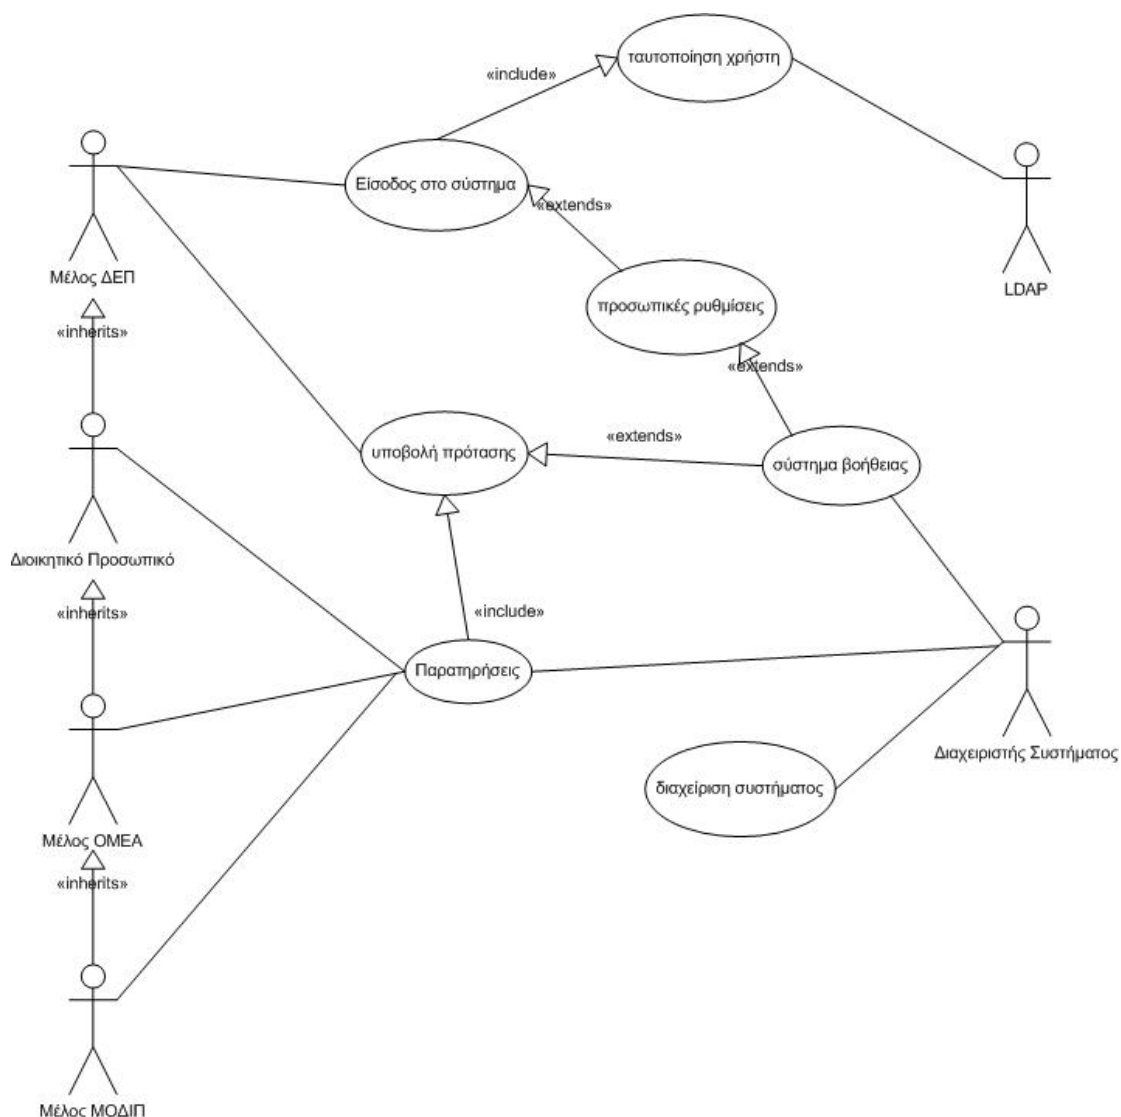 ταυτοποίηση χρήστη
«include»
Είσοδος στο σύστημα
«extends»
Μέλος ΔΕΠ
LDAP
προσωπικές ρυθμίσεις
«inherits»
«extends»
υποβολή πρότασης
«extends»
σύστημα βοήθειας
Διοικητικό Προσωπικό
«inherits»
«include»
Παρατηρήσεις
Διαχειριστής Συστήματος
διαχείριση συστήματος
Μέλος ΟΜΕΑ
«inherits»
Μέλος ΜΟΔΙΠ